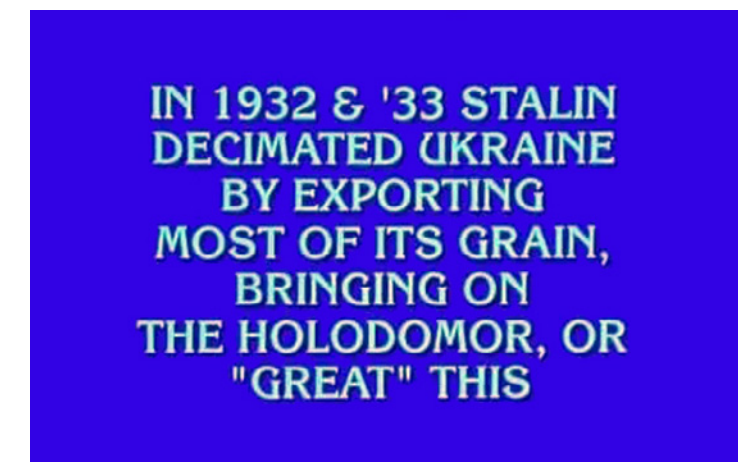 IN 1932 & '33 STALIN
DECIMATED UKRAINE
BY EXPORTING
MOST OF ITS GRAIN,
BRINGING ON
THE HOLODOMOR, OR
"GREAT" THIS